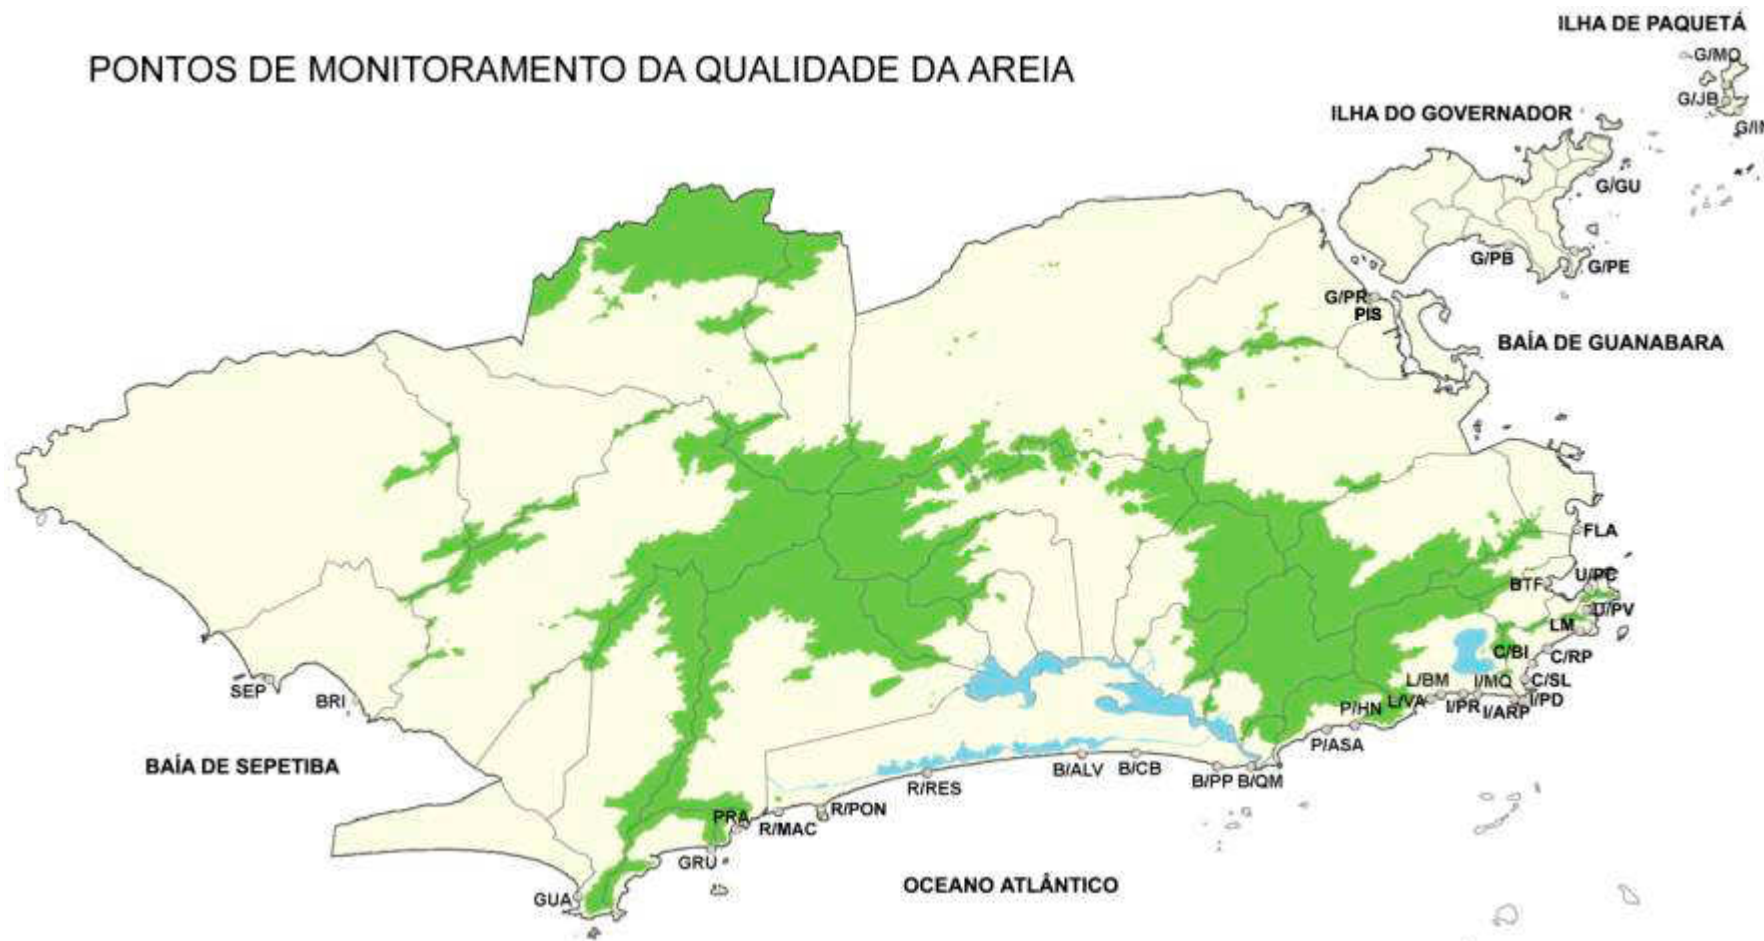 ILHA DE PAQUETÁ
PONTOS DE MONITORAMENTO DA QUALIDADE DA AREIA
G/MO
G/JB
ILHA DO GOVERNADOR
G/IN
G/GU
G/PB
G/PE
G/PR
PIS
BAÍA DE GUANABARA
FLA
BTF
U/PC
U/PV
LM
C/BI
C/RP
C/SL
SEP
BRI
L/BM
I/MQ
L/VA
I/PR
I/ARP
I/PD
P/HN
P/ASA
BAÍA DE SEPETIBA
B/ALV
B/CB
B/PP
B/QM
R/RES
R/PON
PRA
R/MAC
GRU
OCEANO ATLÂNTICO
GUA